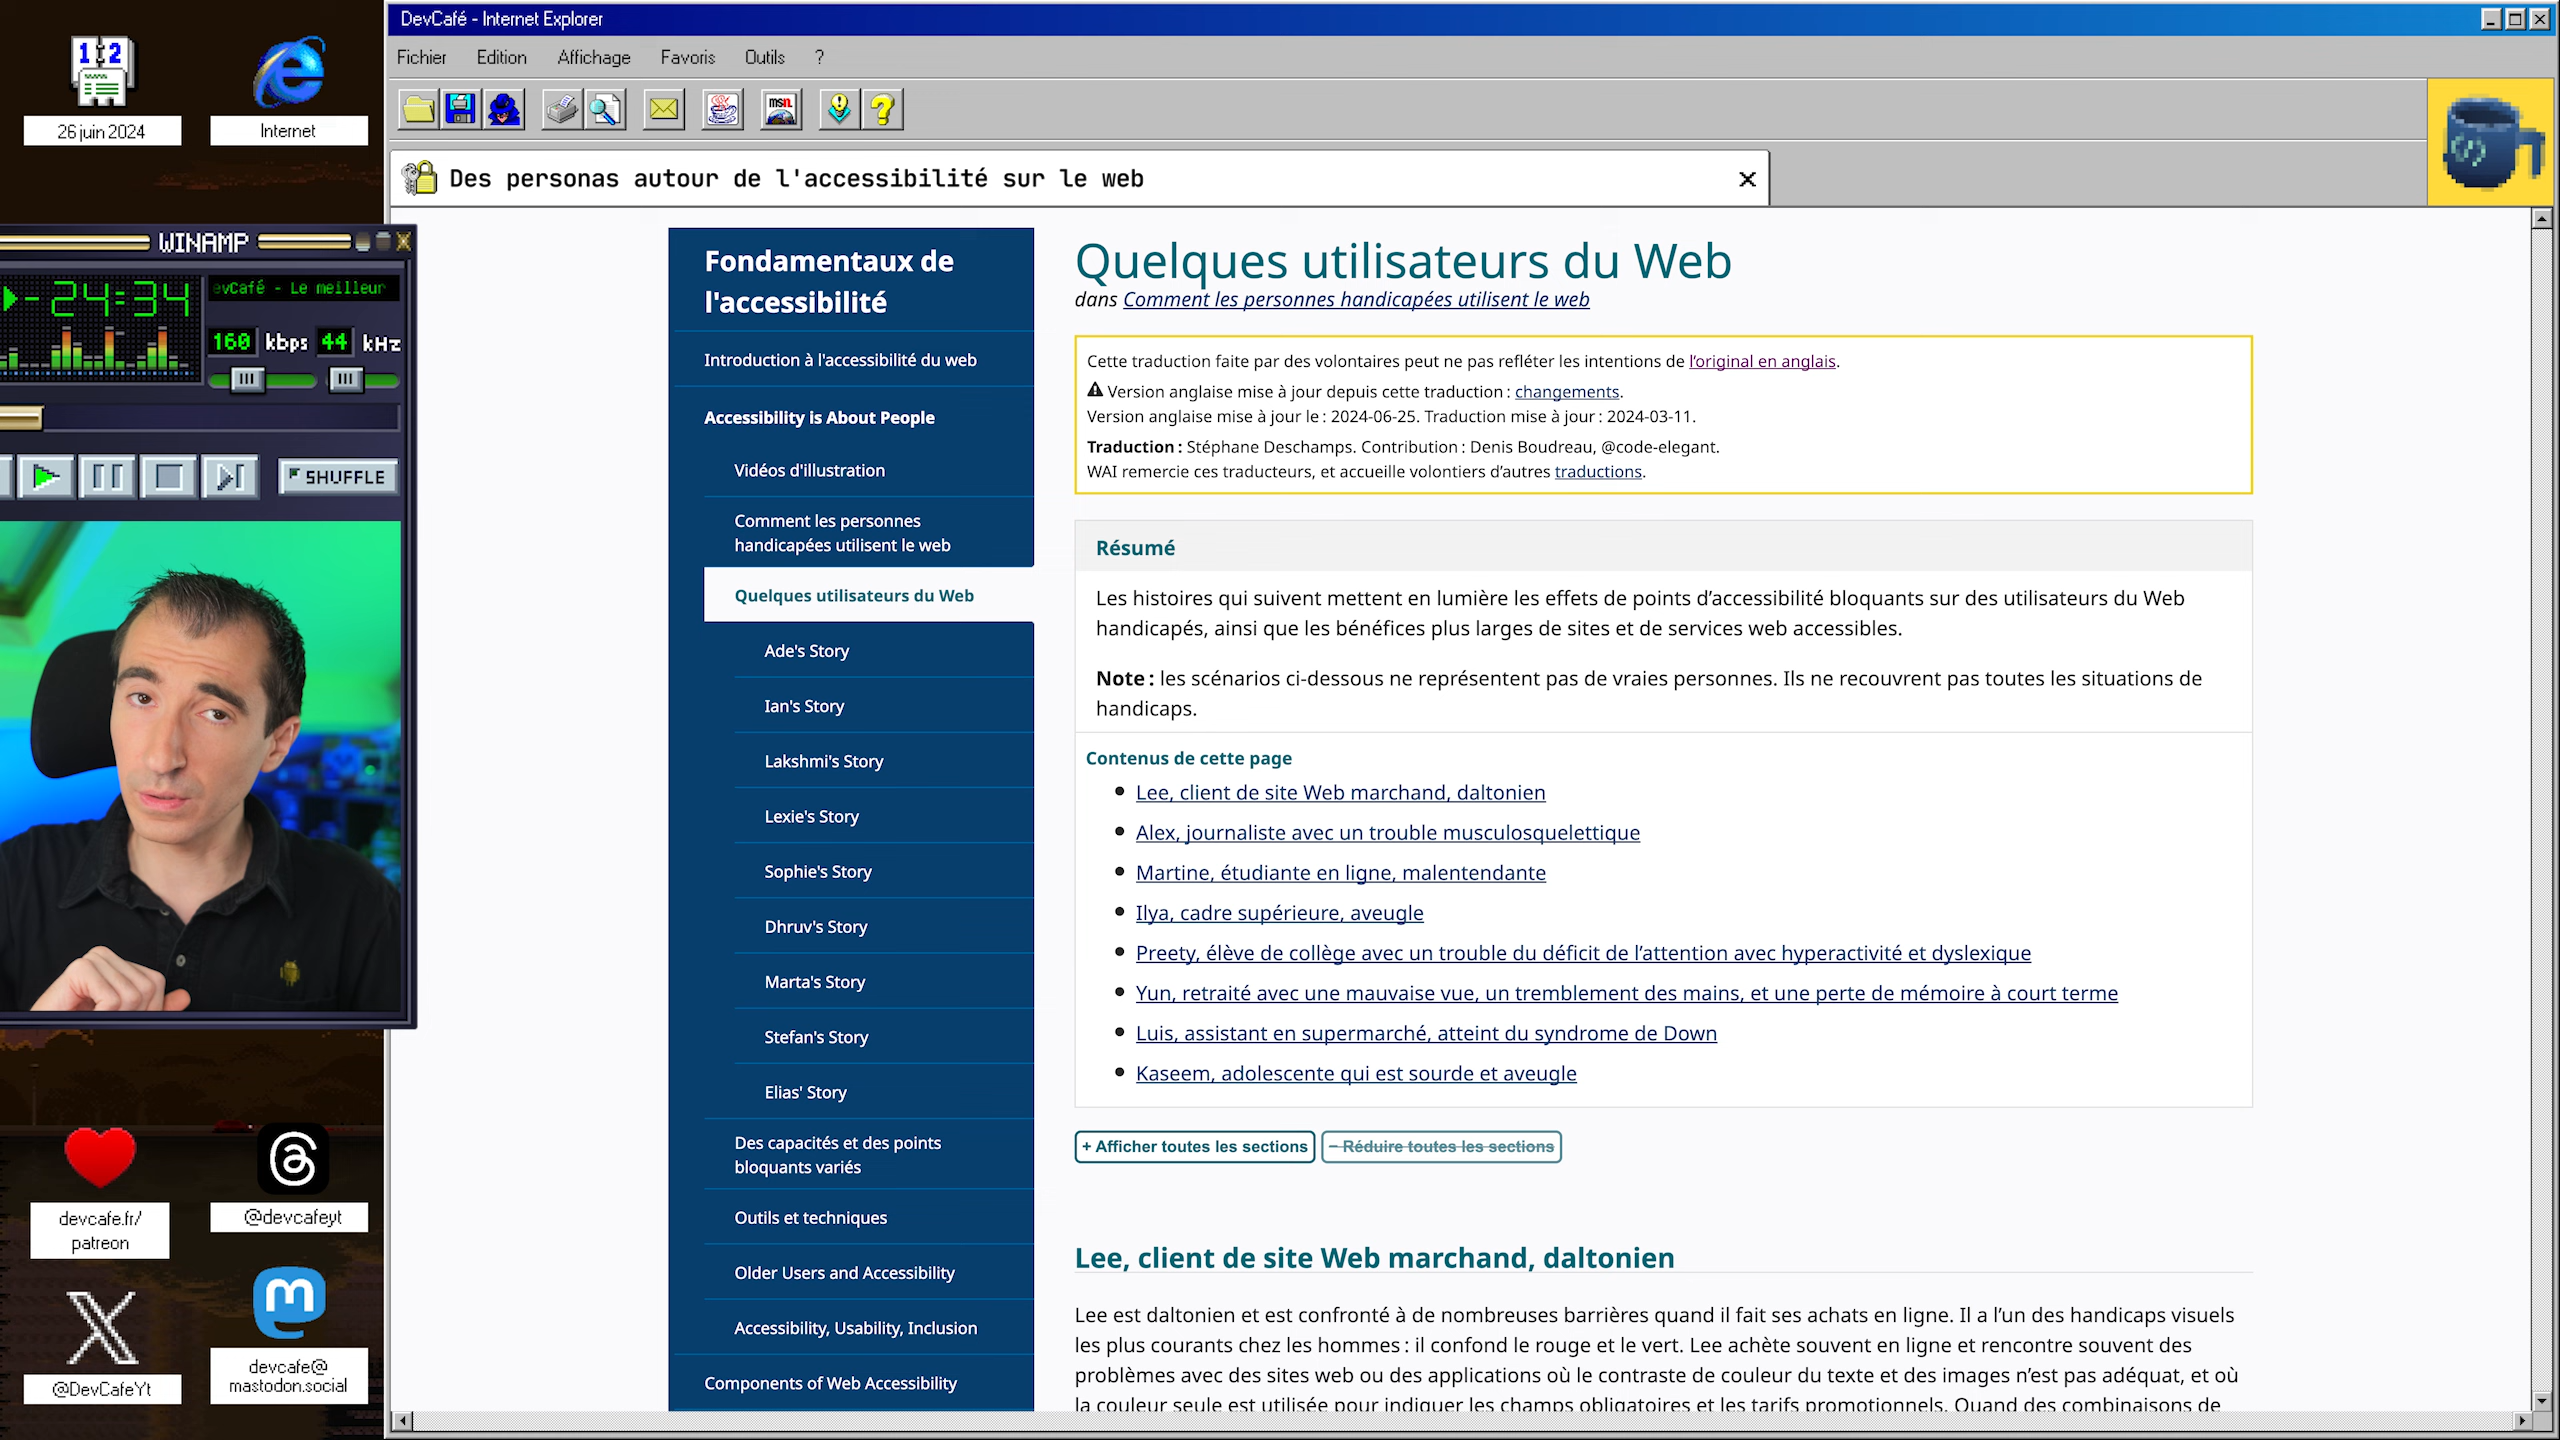 DevCafé - Internet Explorer
Fichier Edition Affichage Favoris Outils ?
26 juin 2024
Internet
msn
Des personas autour de l'accessibilité sur le web
WINAMP
-24:34
evCafé - Le meilleur
160 kbps 44 kHz
SHUFFLE
devcafe.fr/
patreon
@devcafeyt
@DevCafeYt
devcafe@
mastodon.social
Fondamentaux de
l'accessibilité
Introduction à l'accessibilité du web
Accessibility is About People
Vidéos d'illustration
Comment les personnes
handicapées utilisent le web
Quelques utilisateurs du Web
Ade's Story
Ian's Story
Lakshmi's Story
Lexie's Story
Sophie's Story
Dhruv's Story
Marta's Story
Stefan's Story
Elias' Story
Des capacités et des points
bloquants variés
Outils et techniques
Older Users and Accessibility
Accessibility, Usability, Inclusion
Components of Web Accessibility
Quelques utilisateurs du Web
dans Comment les personnes handicapées utilisent le web
Cette traduction faite par des volontaires peut ne pas refléter les intentions de l’original en anglais.
Version anglaise mise à jour depuis cette traduction : changements.
Version anglaise mise à jour le : 2024-06-25. Traduction mise à jour : 2024-03-11.
Traduction : Stéphane Deschamps. Contribution : Denis Boudreau, @code-elegant.
WAI remercie ces traducteurs, et accueille volontiers d’autres traductions.
Résumé
Les histoires qui suivent mettent en lumière les effets de points d’accessibilité bloquants sur des utilisateurs du Web
handicapés, ainsi que les bénéfices plus larges de sites et de services web accessibles.
Note : les scénarios ci-dessous ne représentent pas de vraies personnes. Ils ne recouvrent pas toutes les situations de
handicaps.
Contenus de cette page
Lee, client de site Web marchand, daltonien
Alex, journaliste avec un trouble musculosquelettique
Martine, étudiante en ligne, malentendante
Ilya, cadre supérieure, aveugle
Preety, élève de collège avec un trouble du déficit de l’attention avec hyperactivité et dyslexique
Yun, retraité avec une mauvaise vue, un tremblement des mains, et une perte de mémoire à court terme
Luis, assistant en supermarché, atteint du syndrome de Down
Kaseem, adolescente qui est sourde et aveugle
+ Afficher toutes les sections − Réduire toutes les sections
Lee, client de site Web marchand, daltonien
Lee est daltonien et est confronté à de nombreuses barrières quand il fait ses achats en ligne. Il a l’un des handicaps visuels
les plus courants chez les hommes : il confond le rouge et le vert. Lee achète souvent en ligne et rencontre souvent des
problèmes avec des sites web ou des applications où le contraste de couleur du texte et des images n’est pas adéquat, et où
la couleur seule est utilisée pour indiquer les champs obligatoires et les tarifs promotionnels. Quand des combinaisons de